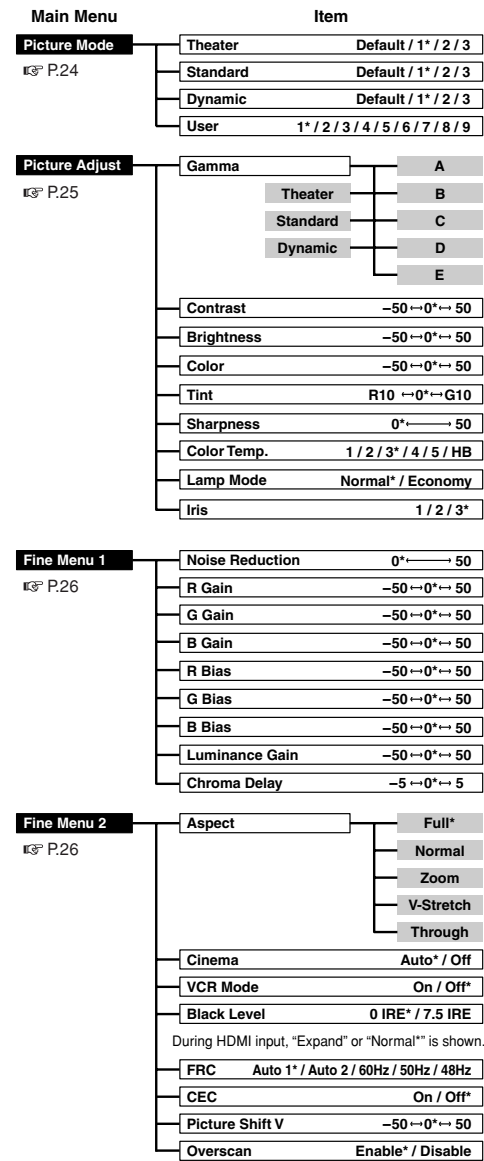 Main Menu Item
Picture Mode Theater Default / 1* / 2 / 3
☞ P.24 Standard Default / 1* / 2 / 3
Dynamic Default / 1* / 2 / 3
User 1* / 2 / 3 / 4 / 5 / 6 / 7 / 8 / 9
Picture Adjust Gamma A
☞ P.25 Theater B
Standard C
Dynamic D
E
Contrast –50↔0*↔ 50
Brightness –50↔0*↔ 50
Color –50↔0*↔ 50
Tint R10 ↔0*↔G10
Sharpness 0*⟷ 50
Color Temp. 1 / 2 / 3* / 4 / 5 / HB
Lamp Mode Normal* / Economy
Iris 1 / 2 / 3*
Fine Menu 1 Noise Reduction 0*⟷ 50
☞ P.26 R Gain –50↔0*↔ 50
G Gain –50↔0*↔ 50
B Gain –50↔0*↔ 50
R Bias –50↔0*↔ 50
G Bias –50↔0*↔ 50
B Bias –50↔0*↔ 50
Luminance Gain –50↔0*↔ 50
Chroma Delay –5↔0*↔ 5
Fine Menu 2 Aspect Full*
☞ P.26 Normal
Zoom
V-Stretch
Through
Cinema Auto* / Off
VCR Mode On / Off*
Black Level 0 IRE* / 7.5 IRE
During HDMI input, “Expand” or “Normal*” is shown.
FRC Auto 1* / Auto 2 / 60Hz / 50Hz / 48Hz
CEC On / Off*
Picture Shift V –50↔0*↔ 50
Overscan Enable* / Disable